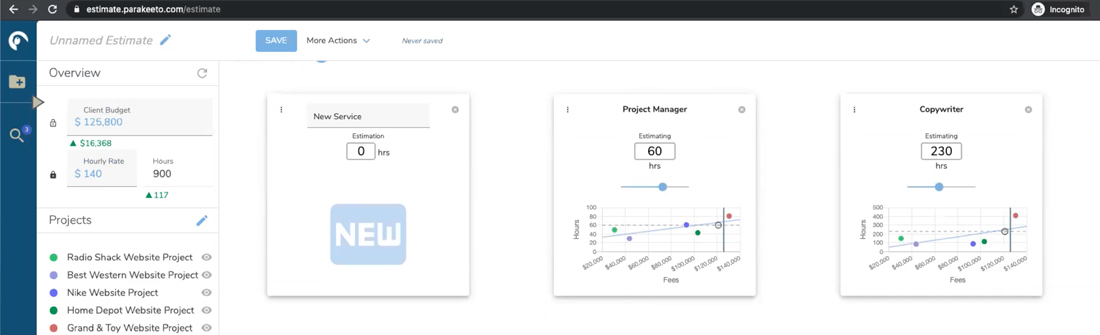 estimate.parakeeto.com/estimate
Incognito
Unnamed Estimate
SAVE
More Actions
Never saved
Overview
Client Budget
$ 125,800
$16,368
Hourly Rate
$ 140
Hours
900
117
Projects
Radio Shack Website Project
Best Western Website Project
Nike Website Project
Home Depot Website Project
Grand & Toy Website Project
3
New Service
Estimation
0 hrs
NEW
Project Manager
Estimating
60
hrs
Hours
100
80
60
40
20
0
$20,000
$40,000
$60,000
$80,000
$100,000
$120,000
$140,000
Fees
Copywriter
Estimating
230
hrs
Hours
500
400
300
200
100
0
$20,000
$40,000
$60,000
$80,000
$100,000
$120,000
$140,000
Fees